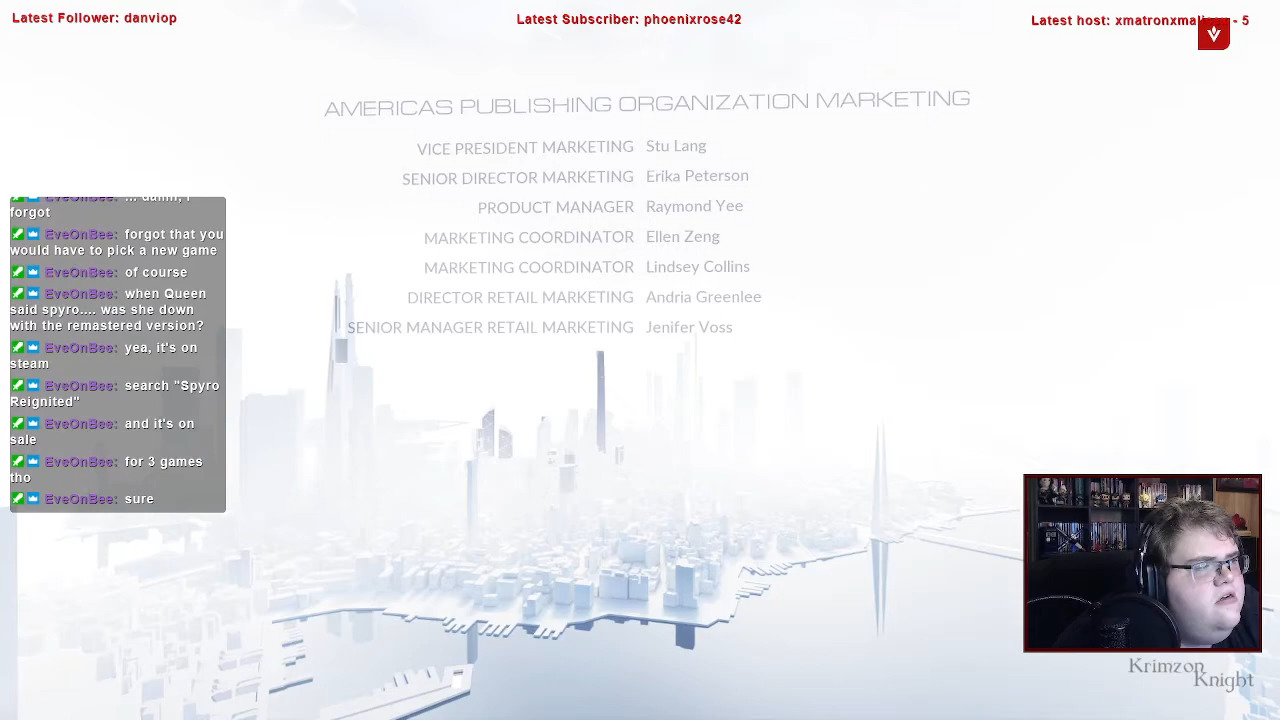 Latest Follower: danviop
Latest Subscriber: phoenixrose42
Latest host: - 5
AMERICAS PUBLISHING ORGANIZATION MARKETING
VICE PRESIDENT MARKETING Stu Lang
SENIOR DIRECTOR MARKETING Erika Peterson
PRODUCT MANAGER Raymond Yee
MARKETING COORDINATOR Ellen Zeng
MARKETING COORDINATOR Lindsey Collins
DIRECTOR RETAIL MARKETING Andria Greenlee
SENIOR MANAGER RETAIL MARKETING Jenifer Voss
EveOnBee: ... damn, I
forgot
EveOnBee: forgot that you
would have to pick a new game
EveOnBee: of course
EveOnBee: when Queen
said spyro.... was she down
with the remastered version?
EveOnBee: yea, it's on
steam
EveOnBee: search "Spyro
Reignited"
EveOnBee: and it's on
sale
EveOnBee: for 3 games
tho
EveOnBee: sure
Krimzon
Knight